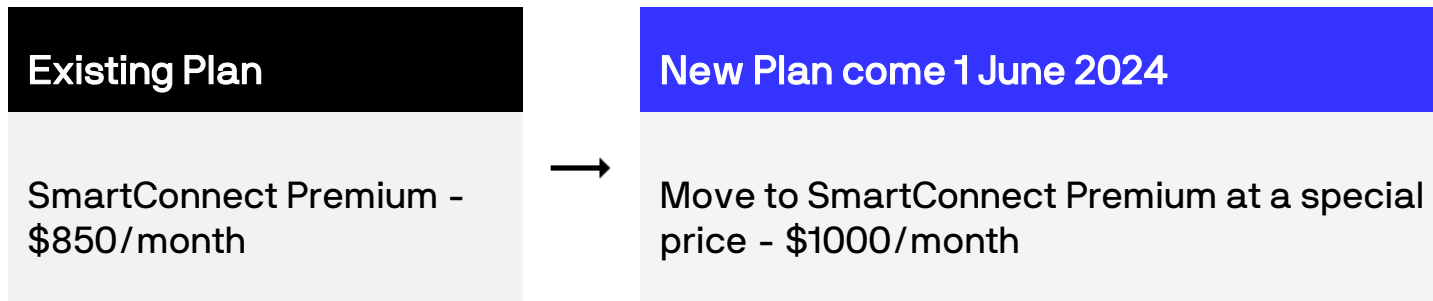 Existing Plan
SmartConnect Premium -
$850/month
New Plan come 1 June 2024
Move to SmartConnect Premium at a special
price - $1000/month